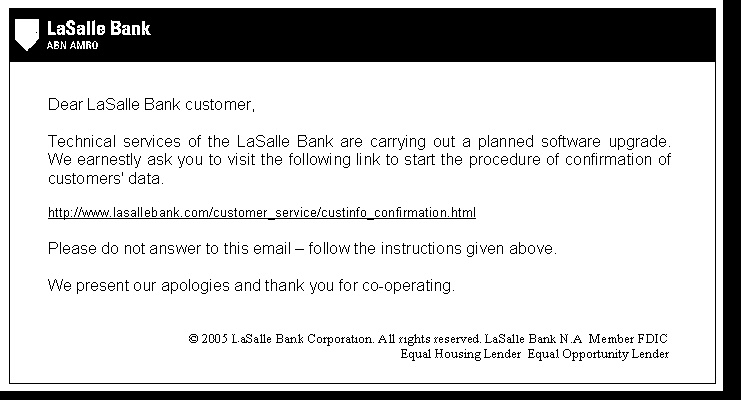 LaSalle Bank
ABN AMRO
Dear LaSalle Bank customer,
Technical services of the LaSalle Bank are carrying out a planned software upgrade.
We earnestly ask you to visit the following link to start the procedure of confirmation of
customers' data.
http://www.lasallebank.com/customer_service/custinfo_confirmation.html
Please do not answer to this email – follow the instructions given above.
We present our apologies and thank you for co-operating.
© 2005 LaSalle Bank Corporation. All rights reserved. LaSalle Bank N.A Member FDIC
Equal Housing Lender Equal Opportunity Lender